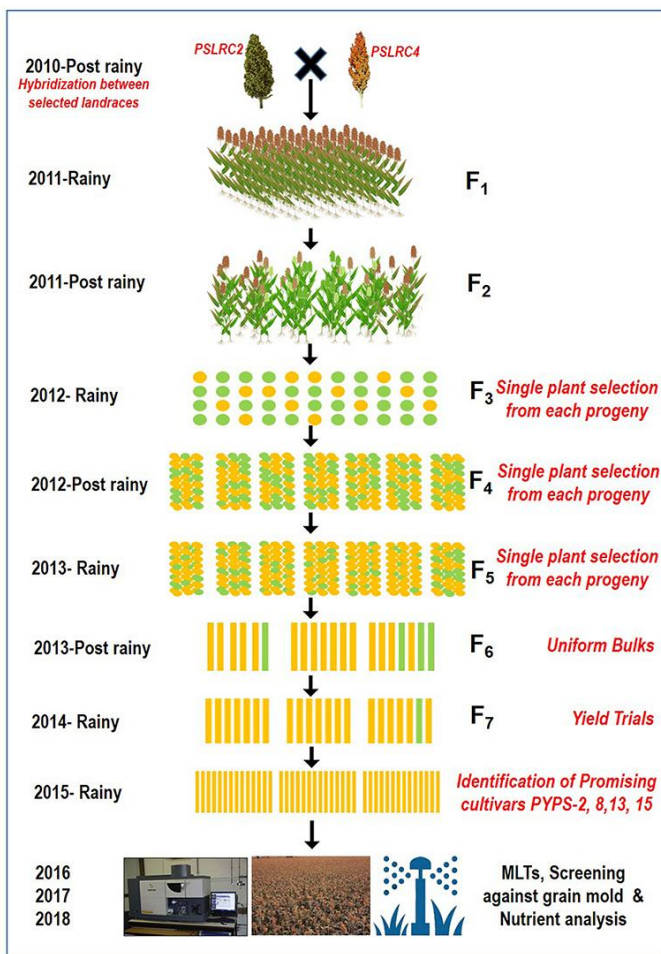 PSLRC2
PSLRC4
2010-Post rainy
Hybridization between
selected landraces
2011-Rainy
F₁
2011-Post rainy
F₂
2012- Rainy
F₃
Single plant selection
from each progeny
2012-Post rainy
F₄
Single plant selection
from each progeny
2013- Rainy
F₅
Single plant selection
from each progeny
2013-Post rainy
F₆
Uniform Bulks
2014- Rainy
F₇
Yield Trials
2015- Rainy
Identification of Promising
cultivars PYPS-2, 8,13, 15
2016
2017
2018
MLTs, Screening
against grain mold &
Nutrient analysis